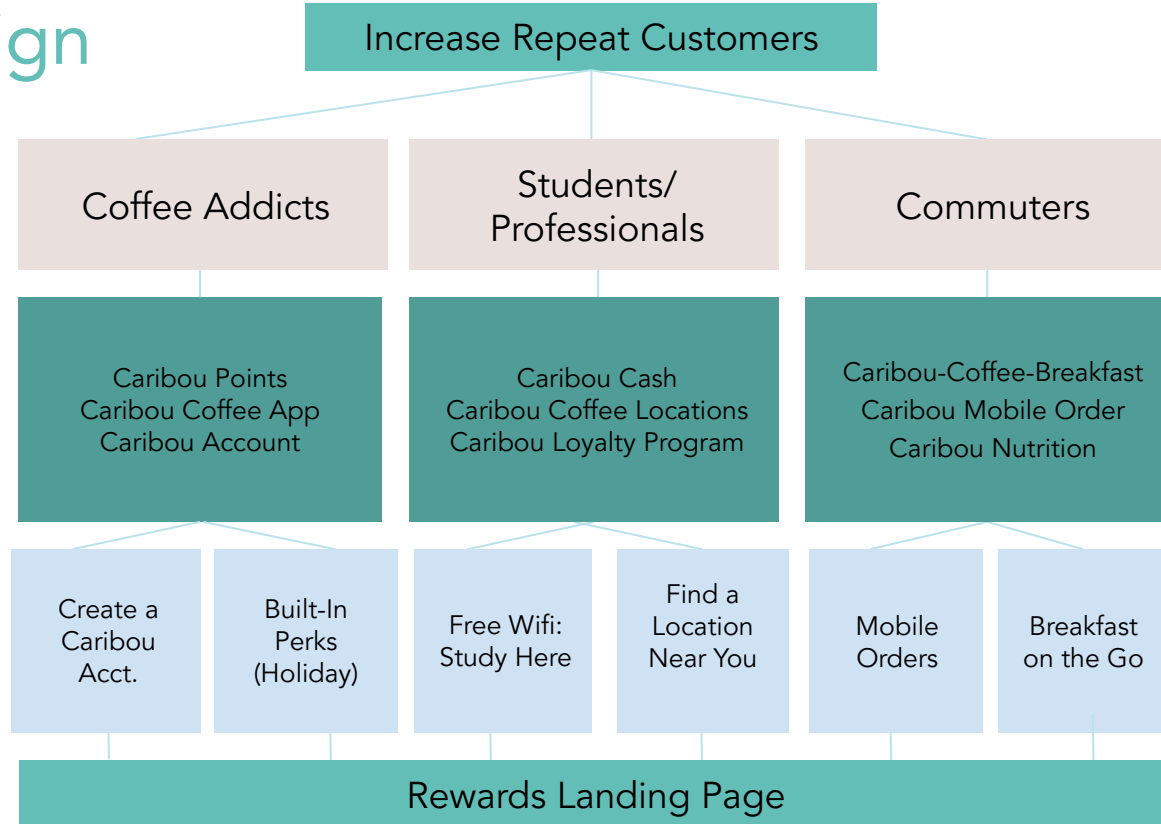 ign
Increase Repeat Customers
Coffee Addicts
Students/
Professionals
Commuters
Caribou Points
Caribou Coffee App
Caribou Account
Caribou Cash
Caribou Coffee Locations
Caribou Loyalty Program
Caribou-Coffee-Breakfast
Caribou Mobile Order
Caribou Nutrition
Create a
Caribou
Acct.
Built-In
Perks
(Holiday)
Free Wifi:
Study Here
Find a
Location
Near You
Mobile
Orders
Breakfast
on the Go
Rewards Landing Page